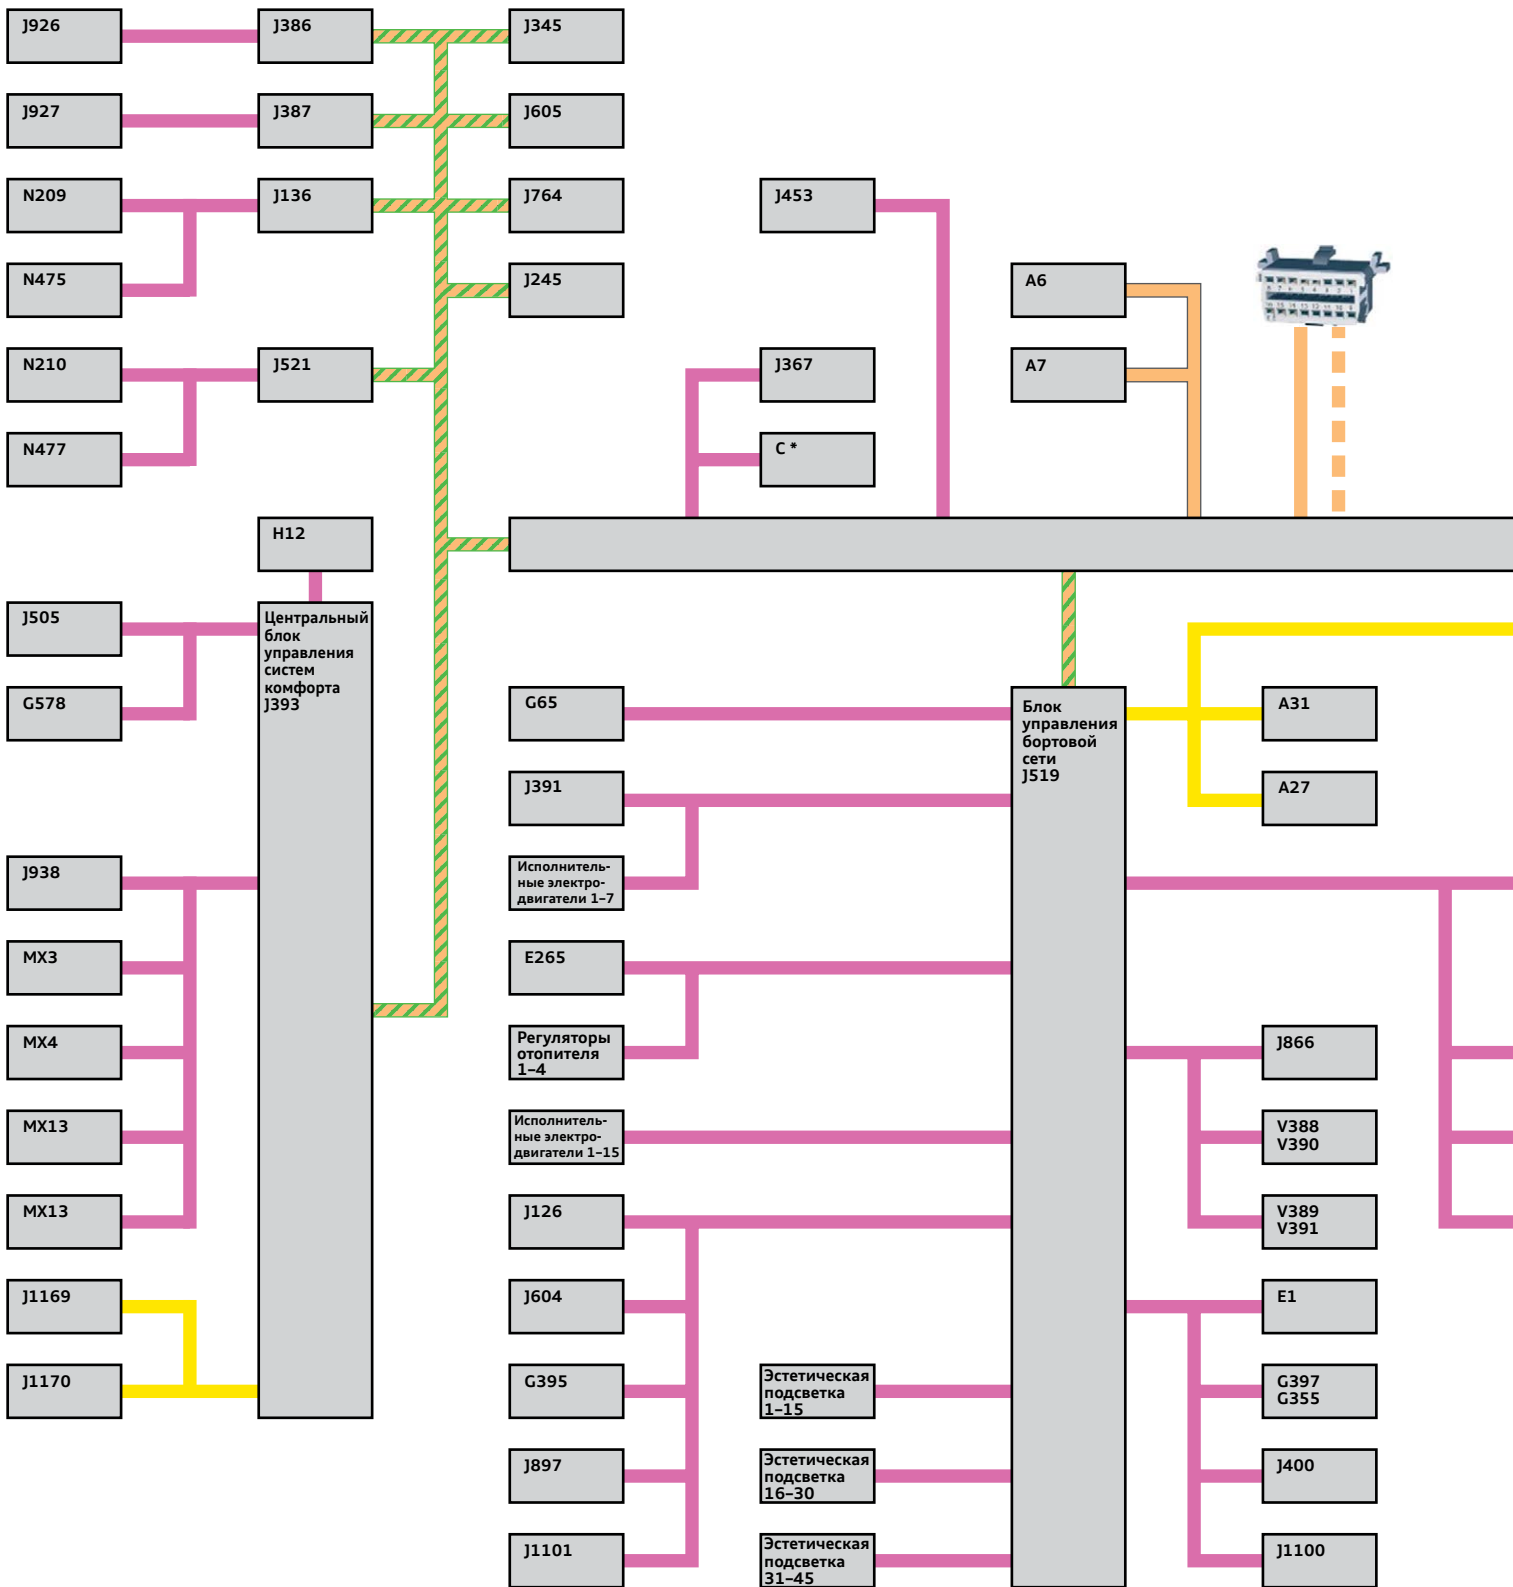 J926
J386
J345
J927
J387
J605
N209
J136
J764
J453
N475
J245
A6
N210
J521
J367
A7
N477
C *
H12
J505
Центральный
блок
управления
систем
комфорта
J393
G578
G65
Блок
управления
бортовой
сети
J519
A31
J391
A27
J938
Исполнитель-
ные электро-
двигатели 1–7
MX3
E265
MX4
Регуляторы
отопителя
1–4
J866
MX13
Исполнитель-
ные электро-
двигатели 1–15
V388
V390
MX13
J126
V389
V391
J1169
J604
E1
J1170
G395
Эстетическая
подсветка
1–15
G397
G355
J897
Эстетическая
подсветка
16–30
J400
J1101
Эстетическая
подсветка
31–45
J1100